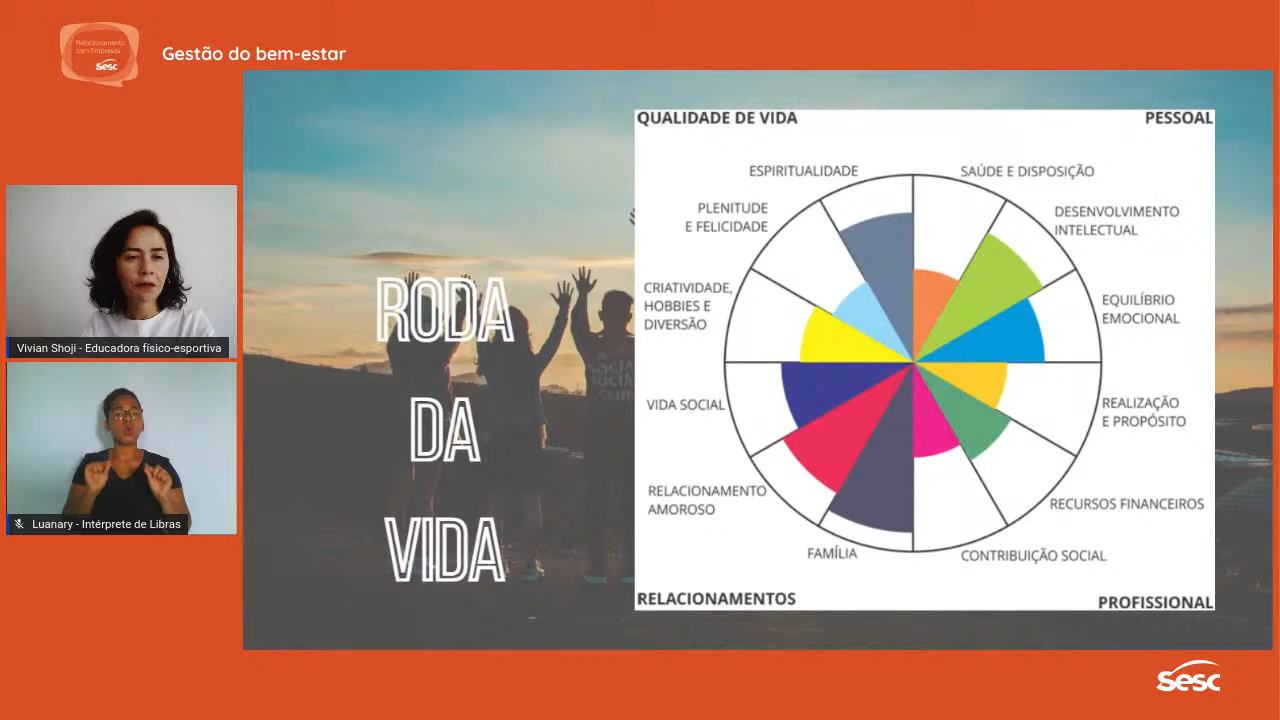 Relacionamento
com Empresas
Sesc
Gestão do bem-estar
Vivian Shoji - Educadora físico-esportiva
Luanary - Intérprete de Libras
RODA
DA
VIDA
QUALIDADE DE VIDA
PESSOAL
ESPIRITUALIDADE
SAÚDE E DISPOSIÇÃO
PLENITUDE
E FELICIDADE
DESENVOLVIMENTO
INTELECTUAL
CRIATIVIDADE,
HOBBIES E
DIVERSÃO
EQUILÍBRIO
EMOCIONAL
VIDA SOCIAL
REALIZAÇÃO
E PROPÓSITO
RELACIONAMENTO
AMOROSO
RECURSOS FINANCEIROS
FAMÍLIA
CONTRIBUIÇÃO SOCIAL
RELACIONAMENTOS
PROFISSIONAL
Sesc